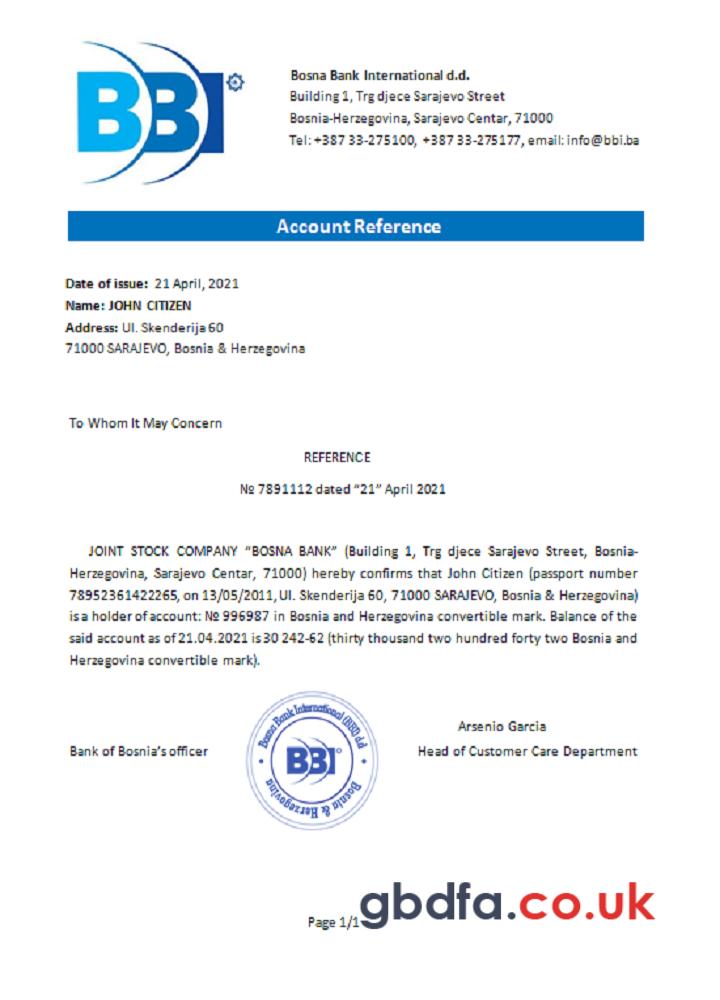 BBI
Bosna Bank International d.d.
Building 1, Trg djece Sarajevo Street
Bosnia-Herzegovina, Sarajevo Centar, 71000
Tel: +387 33-275100, +387 33-275177, email: info@bbi.ba
Account Reference
Date of issue: 21 April, 2021
Name: JOHN CITIZEN
Address: Ul. Skenderija 60
71000 SARAJEVO, Bosnia & Herzegovina
To Whom It May Concern
REFERENCE
№ 7891112 dated “21” April 2021
JOINT STOCK COMPANY “BOSNA BANK” (Building 1, Trg djece Sarajevo Street, Bosnia-
Herzegovina, Sarajevo Centar, 71000) hereby confirms that John Citizen (passport number
78952361422265, on 13/05/2011, Ul. Skenderija 60, 71000 SARAJEVO, Bosnia & Herzegovina)
is a holder of account: № 996987 in Bosnia and Herzegovina convertible mark. Balance of the
said account as of 21.04.2021 is 30 242-62 (thirty thousand two hundred forty two Bosnia and
Herzegovina convertible mark).
Bank of Bosnia’s officer
Bosna Bank International (BBI) d.d
BBI
Bosnia & Herzegovina
Arsenio Garcia
Head of Customer Care Department
Page 1/1
gbdfa.co.uk